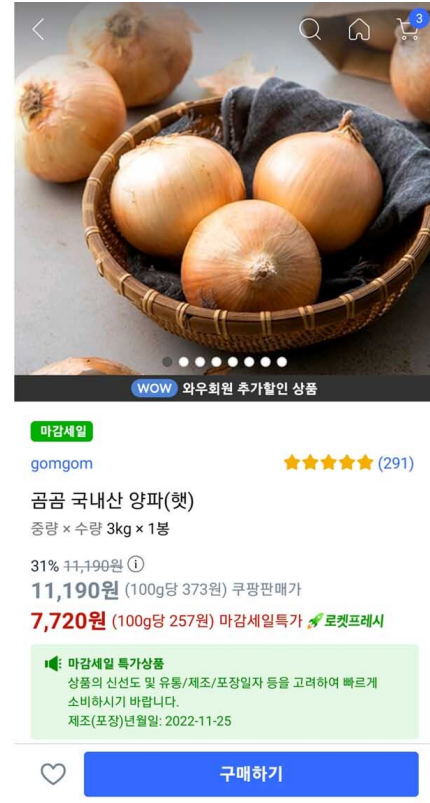 3
WOW 와우회원 추가할인 상품
마감세일
gomgom (291)
곰곰 국내산 양파(햇)
중량 × 수량 3kg × 1봉
31% 11,190원 i
11,190원 (100g당 373원) 쿠팡판매가
7,720원 (100g당 257원) 마감세일특가 로켓프레시
마감세일 특가상품
상품의 신선도 및 유통/제조/포장일자 등을 고려하여 빠르게
소비하시기 바랍니다.
제조(포장)년월일: 2022-11-25
구매하기